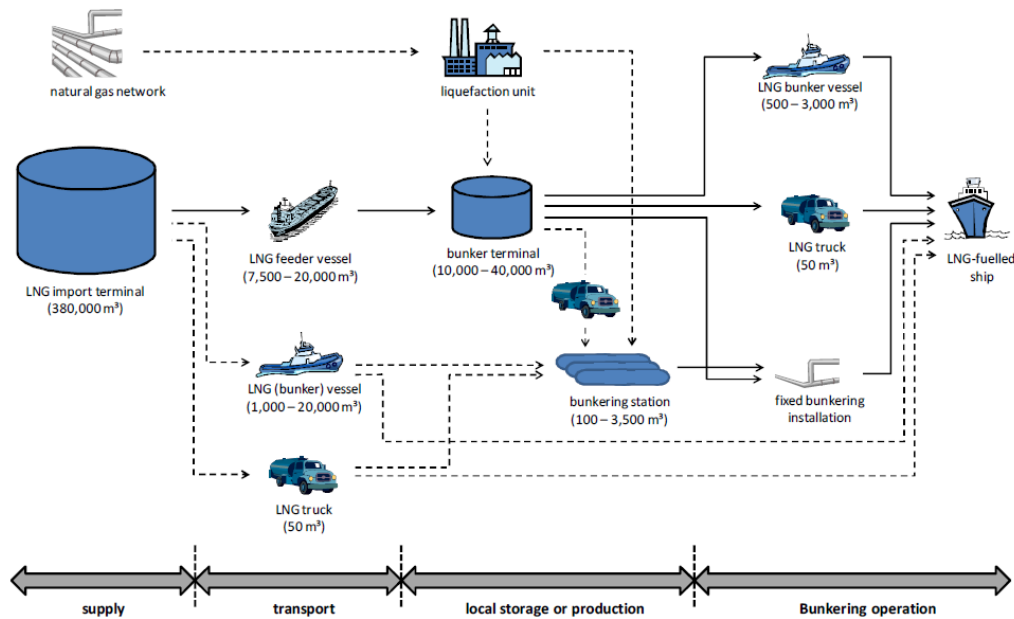 natural gas network
liquefaction unit
LNG bunker vessel
(500 – 3,000 m³)
LNG import terminal
(380,000 m³)
LNG feeder vessel
(7,500 – 20,000 m³)
bunker terminal
(10,000 – 40,000 m³)
LNG truck
(50 m³)
LNG-fuelled
ship
LNG (bunker) vessel
(1,000 – 20,000 m³)
bunkering station
(100 – 3,500 m³)
fixed bunkering
installation
LNG truck
(50 m³)
supply
transport
local storage or production
Bunkering operation